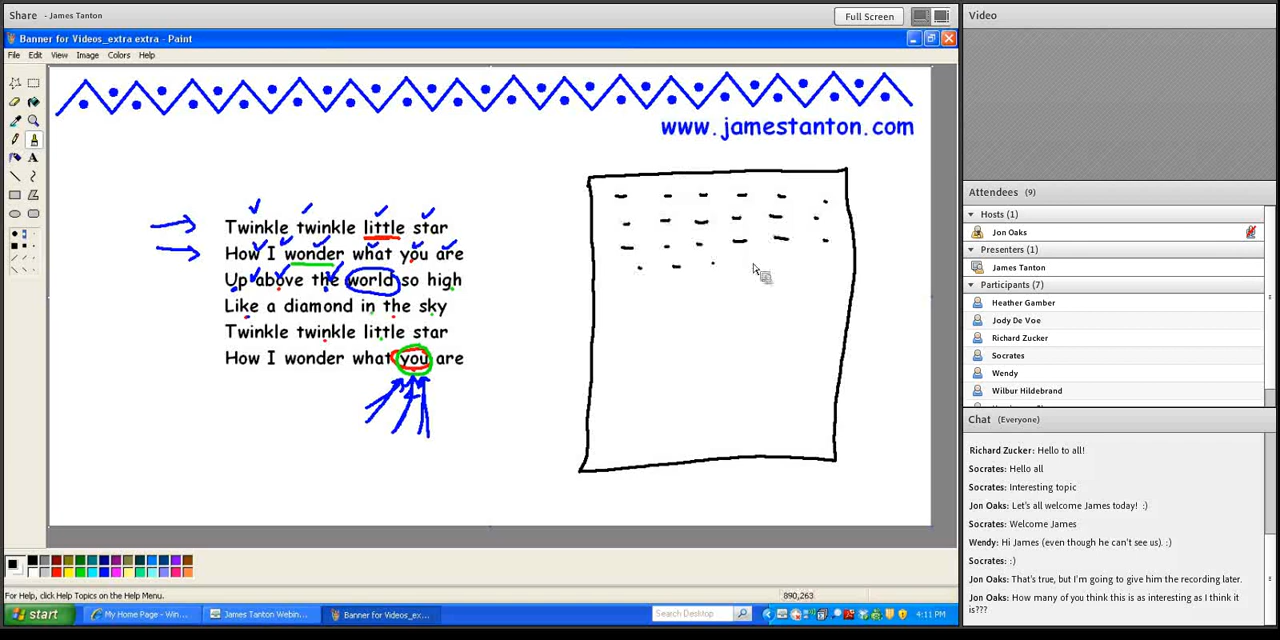 Share - James Tanton
Full Screen
Video
Banner for Videos_extra extra - Paint
File Edit View Image Colors Help
www.jamestanton.com
Twinkle twinkle little star
How I wonder what you are
Up above the world so high
Like a diamond in the sky
Twinkle twinkle little star
How I wonder what you are
Attendees (9)
Hosts (1)
Jon Oaks
Presenters (1)
James Tanton
Participants (7)
Heather Gamber
Jody De Voe
Richard Zucker
Socrates
Wendy
Wilbur Hildebrand
Chat (Everyone)
Richard Zucker: Hello to all!
Socrates: Hello all
Socrates: Interesting topic
Jon Oaks: Let's all welcome James today! :)
Socrates: Welcome James
Wendy: Hi James (even though he can't see us). :)
Socrates: :)
Jon Oaks: That's true, but I'm going to give him the recording later.
Jon Oaks: How many of you think this is as interesting as I think it
is???
For Help, click Help Topics on the Help Menu.
890,263
start
My Home Page - Win...
James Tanton Webin...
Banner for Videos_ex...
Search Desktop
4:11 PM